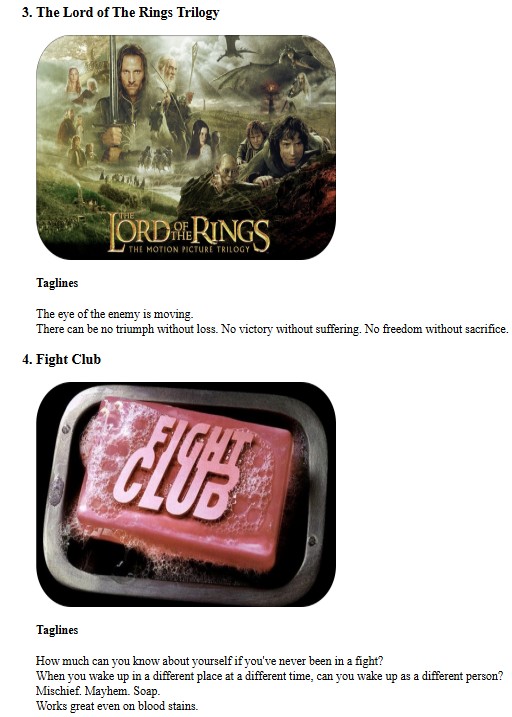 3. The Lord of The Rings Trilogy
THE
LORD OF THE RINGS
THE MOTION PICTURE TRILOGY
Taglines
The eye of the enemy is moving.
There can be no triumph without loss. No victory without suffering. No freedom without sacrifice.
4. Fight Club
FIGHT
CLUB
Taglines
How much can you know about yourself if you've never been in a fight?
When you wake up in a different place at a different time, can you wake up as a different person?
Mischief. Mayhem. Soap.
Works great even on blood stains.